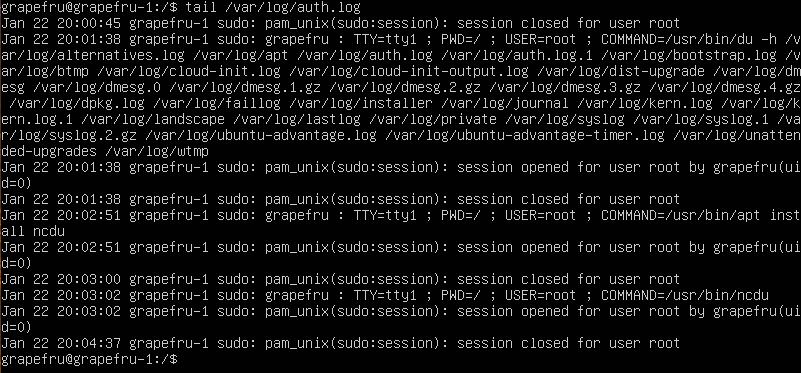 grapefru@grapefru-1:/$ tail /var/log/auth.log
Jan 22 20:00:45 grapefru-1 sudo: pam_unix(sudo:session): session closed for user root
Jan 22 20:01:38 grapefru-1 sudo: grapefru : TTY=tty1 ; PWD=/ ; USER=root ; COMMAND=/usr/bin/du -h /v
ar/log/alternatives.log /var/log/apt /var/log/auth.log /var/log/auth.log.1 /var/log/bootstrap.log /v
ar/log/btmp /var/log/cloud-init.log /var/log/cloud-init-output.log /var/log/dist-upgrade /var/log/dm
esg /var/log/dmesg.0 /var/log/dmesg.1.gz /var/log/dmesg.2.gz /var/log/dmesg.3.gz /var/log/dmesg.4.gz
 /var/log/dpkg.log /var/log/faillog /var/log/installer /var/log/journal /var/log/kern.log /var/log/k
ern.log.1 /var/log/landscape /var/log/lastlog /var/log/private /var/log/syslog /var/log/syslog.1 /va
r/log/syslog.2.gz /var/log/ubuntu-advantage.log /var/log/ubuntu-advantage-timer.log /var/log/unatten
ded-upgrades /var/log/wtmp
Jan 22 20:01:38 grapefru-1 sudo: pam_unix(sudo:session): session opened for user root by grapefru(ui
d=0)
Jan 22 20:01:38 grapefru-1 sudo: pam_unix(sudo:session): session closed for user root
Jan 22 20:02:51 grapefru-1 sudo: grapefru : TTY=tty1 ; PWD=/ ; USER=root ; COMMAND=/usr/bin/apt inst
all ncdu
Jan 22 20:02:51 grapefru-1 sudo: pam_unix(sudo:session): session opened for user root by grapefru(ui
d=0)
Jan 22 20:03:00 grapefru-1 sudo: pam_unix(sudo:session): session closed for user root
Jan 22 20:03:02 grapefru-1 sudo: grapefru : TTY=tty1 ; PWD=/ ; USER=root ; COMMAND=/usr/bin/ncdu
Jan 22 20:03:02 grapefru-1 sudo: pam_unix(sudo:session): session opened for user root by grapefru(ui
d=0)
Jan 22 20:04:37 grapefru-1 sudo: pam_unix(sudo:session): session closed for user root
grapefru@grapefru-1:/$